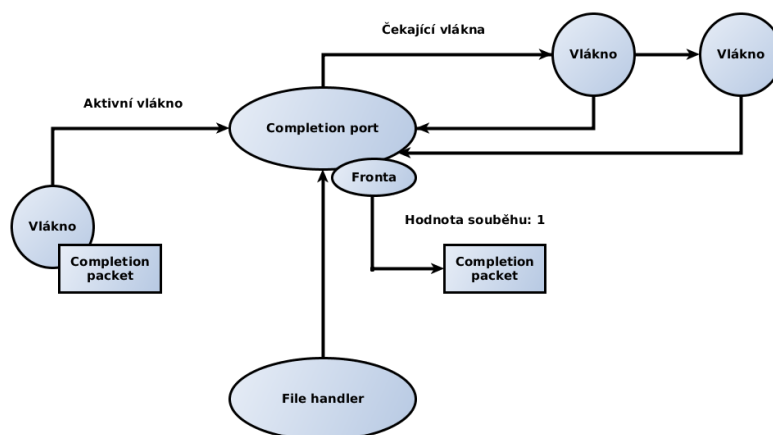 Čekající vlákna
Vlákno
Vlákno
Aktivní vlákno
Completion port
Fronta
Vlákno
Hodnota souběhu: 1
Completion
packet
Completion
packet
File handler